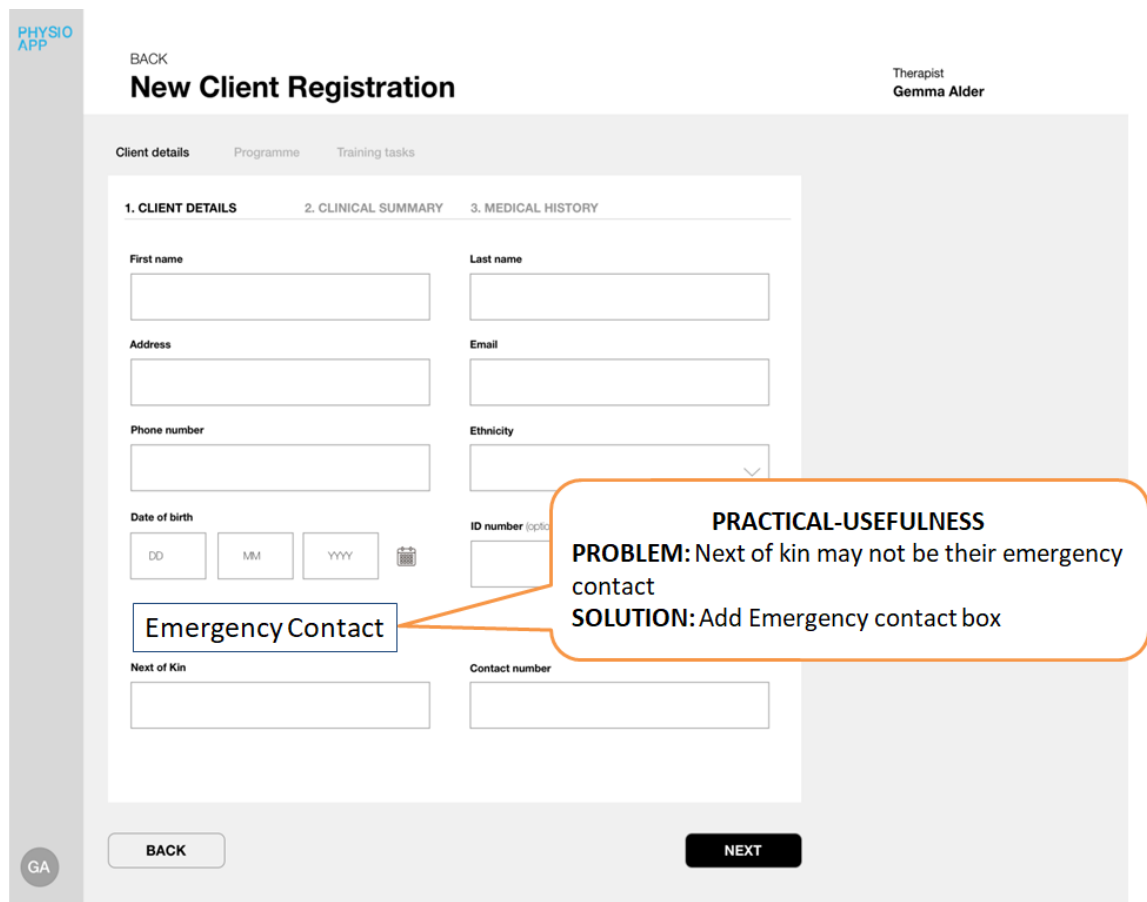 PHYSIO
APP
BACK
New Client Registration
Therapist
Gemma Alder
Client details Programme Training tasks
1. CLIENT DETAILS 2. CLINICAL SUMMARY 3. MEDICAL HISTORY
First name Last name
Address Email
Phone number Ethnicity
Date of birth
DD MM YYYY
ID number
PRACTICAL-USEFULNESS
PROBLEM: Next of kin may not be their emergency
contact
SOLUTION: Add Emergency contact box
Emergency Contact
Next of Kin Contact number
BACK NEXT
GA